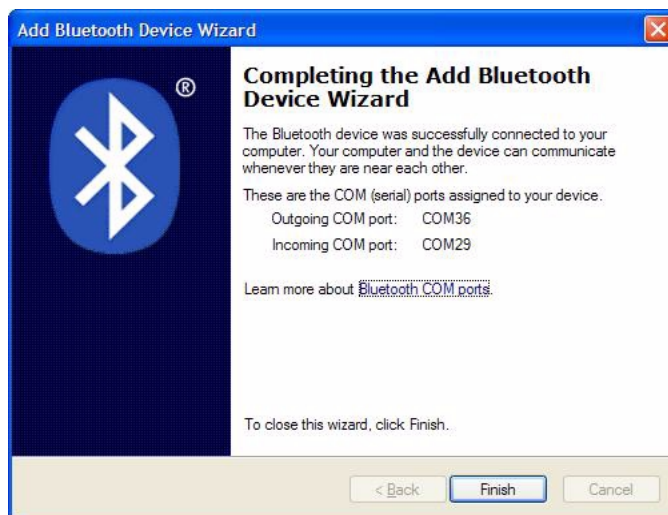 Add Bluetooth Device Wizard
®
Completing the Add Bluetooth
Device Wizard
The Bluetooth device was successfully connected to your
computer. Your computer and the device can communicate
whenever they are near each other.
These are the COM (serial) ports assigned to your device.
Outgoing COM port: COM36
Incoming COM port: COM29
Learn more about Bluetooth COM ports.
To close this wizard, click Finish.
< Back Finish Cancel